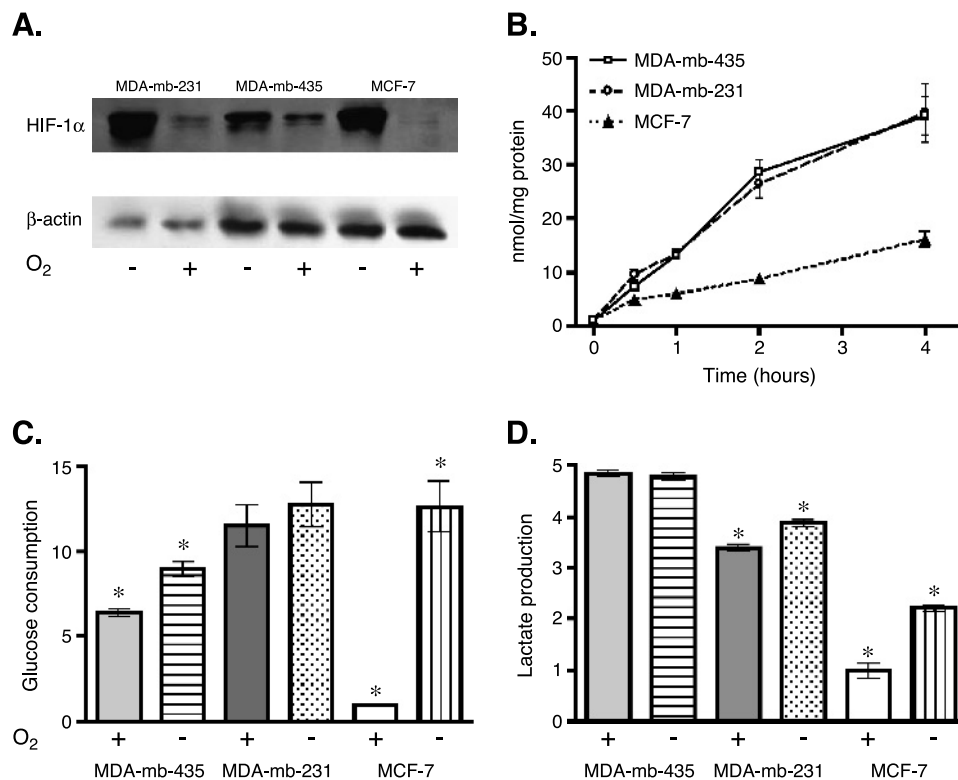 A.
MDA-mb-231 MDA-mb-435 MCF-7
HIF-1α
β-actin
O2 - + - + - +
B.
50
40
30
20
10
0
nmol/mg protein
MDA-mb-435
MDA-mb-231
MCF-7
0 1 2 3 4
Time (hours)
C.
15
10
5
0
Glucose consumption
* * * *
O2 + - + - + -
MDA-mb-435 MDA-mb-231 MCF-7
D.
5
4
3
2
1
0
Lactate production
* * * *
+ - + - + -
MDA-mb-435 MDA-mb-231 MCF-7